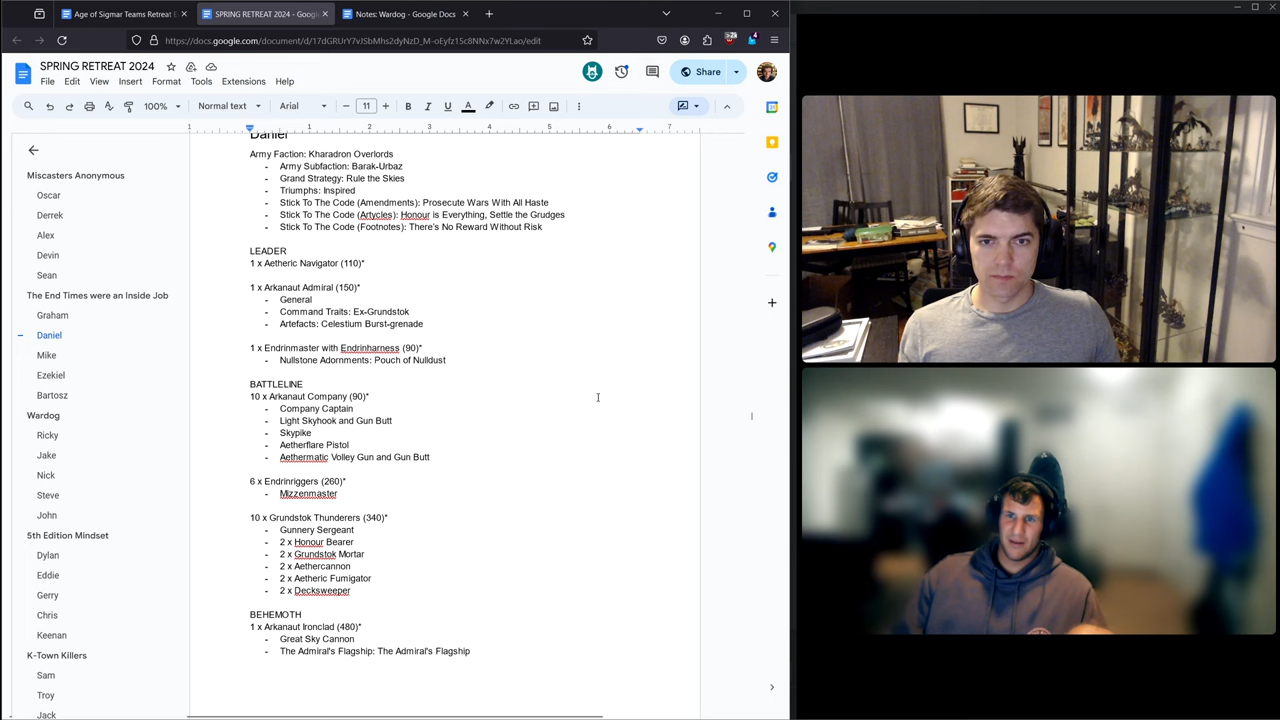 Age of Sigmar Teams Retreat E
SPRING RETREAT 2024 - Googl
Notes: Wardog - Google Docs
https://docs.google.com/document/d/17dGRUrY7vJSbMhs2dyNzD_M-oEyfz15c8NNx7w2YLao/edit
SPRING RETREAT 2024
File Edit View Insert Format Tools Extensions Help
Share
100% Normal text Arial 11
B I U A
1 1 2 3 4 5 6 7
Miscasters Anonymous
Oscar
Derrek
Alex
Devin
Sean
The End Times were an Inside Job
Graham
Daniel
Mike
Ezekiel
Bartosz
Wardog
Ricky
Jake
Nick
Steve
John
5th Edition Mindset
Dylan
Eddie
Gerry
Chris
Keenan
K-Town Killers
Sam
Troy
Jack
Daniel
Army Faction: Kharadron Overlords
- Army Subfaction: Barak-Urbaz
- Grand Strategy: Rule the Skies
- Triumphs: Inspired
- Stick To The Code (Amendments): Prosecute Wars With All Haste
- Stick To The Code (Artycles): Honour is Everything, Settle the Grudges
- Stick To The Code (Footnotes): There's No Reward Without Risk
LEADER
1 x Aetheric Navigator (110)*
1 x Arkanaut Admiral (150)*
- General
- Command Traits: Ex-Grundstok
- Artefacts: Celestium Burst-grenade
1 x Endrinmaster with Endrinharness (90)*
- Nullstone Adornments: Pouch of Nulldust
BATTLELINE
10 x Arkanaut Company (90)*
- Company Captain
- Light Skyhook and Gun Butt
- Skypike
- Aetherflare Pistol
- Aethermatic Volley Gun and Gun Butt
6 x Endrinriggers (260)*
- Mizzenmaster
10 x Grundstok Thunderers (340)*
- Gunnery Sergeant
- 2 x Honour Bearer
- 2 x Grundstok Mortar
- 2 x Aethercannon
- 2 x Aetheric Fumigator
- 2 x Decksweeper
BEHEMOTH
1 x Arkanaut Ironclad (480)*
- Great Sky Cannon
- The Admiral's Flagship: The Admiral's Flagship